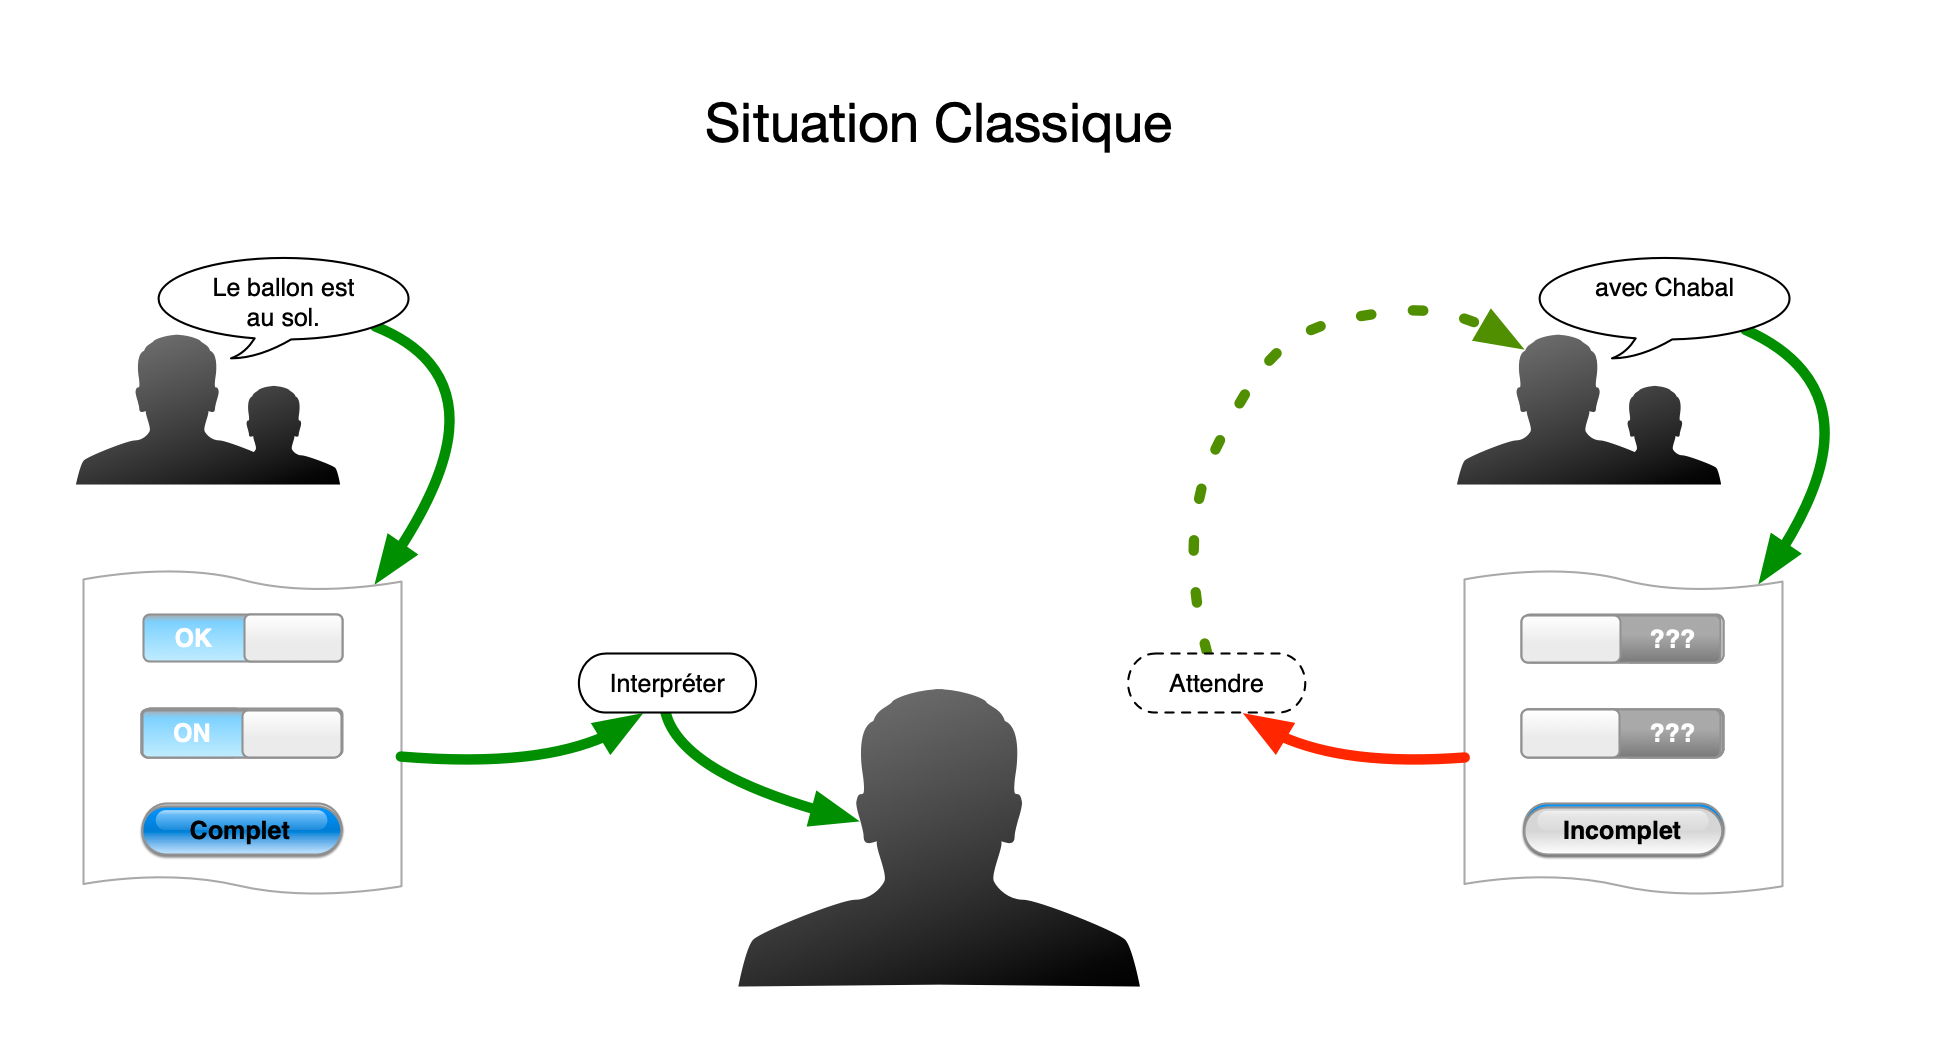 Situation Classique
Le ballon est
au sol.
avec Chabal
OK
ON
Complet
Interpréter
Attendre
???
???
Incomplet